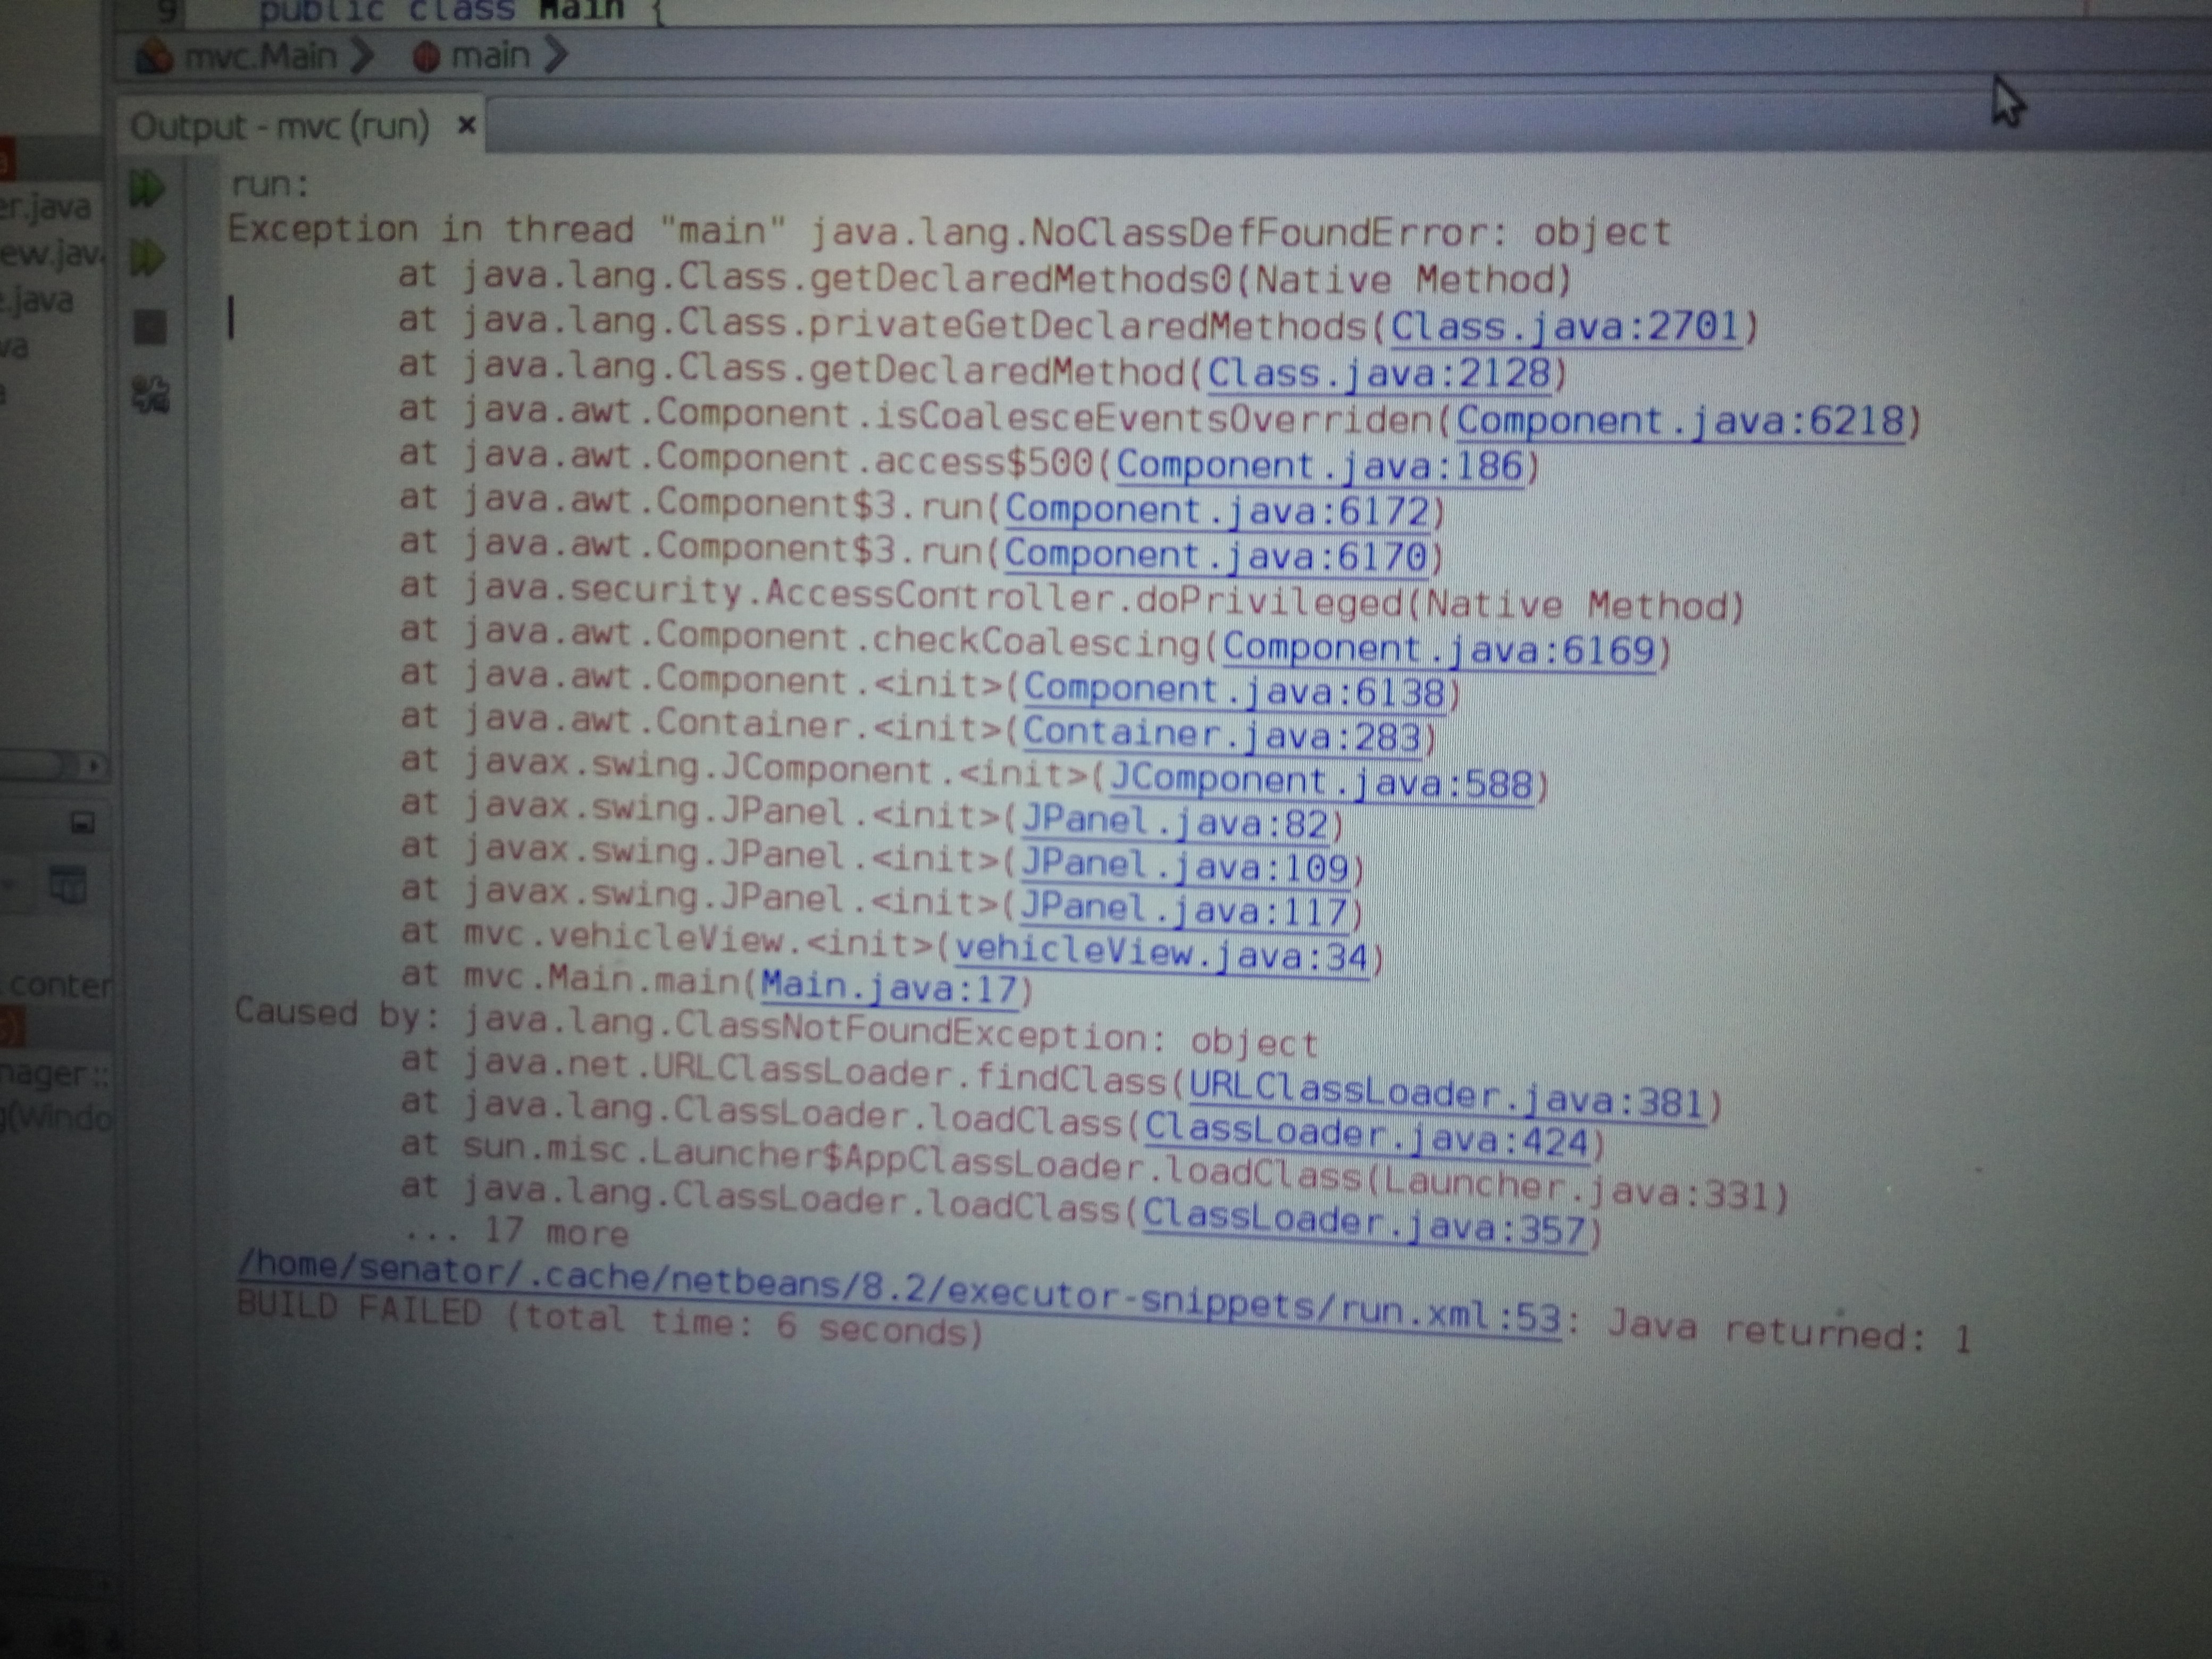 9 public class Main {
mvc.Main main
Output - mvc (run) ×
run:
Exception in thread "main" java.lang.NoClassDefFoundError: object
at java.lang.Class.getDeclaredMethods0(Native Method)
at java.lang.Class.privateGetDeclaredMethods(Class.java:2701)
at java.lang.Class.getDeclaredMethod(Class.java:2128)
at java.awt.Component.isCoalesceEventsOverriden(Component.java:6218)
at java.awt.Component.access$500(Component.java:186)
at java.awt.Component$3.run(Component.java:6172)
at java.awt.Component$3.run(Component.java:6170)
at java.security.AccessController.doPrivileged(Native Method)
at java.awt.Component.checkCoalescing(Component.java:6169)
at java.awt.Component.<init>(Component.java:6138)
at java.awt.Container.<init>(Container.java:283)
at javax.swing.JComponent.<init>(JComponent.java:588)
at javax.swing.JPanel.<init>(JPanel.java:82)
at javax.swing.JPanel.<init>(JPanel.java:109)
at javax.swing.JPanel.<init>(JPanel.java:117)
at mvc.vehicleView.<init>(vehicleView.java:34)
at mvc.Main.main(Main.java:17)
Caused by: java.lang.ClassNotFoundException: object
at java.net.URLClassLoader.findClass(URLClassLoader.java:381)
at java.lang.ClassLoader.loadClass(ClassLoader.java:424)
at sun.misc.Launcher$AppClassLoader.loadClass(Launcher.java:331)
at java.lang.ClassLoader.loadClass(ClassLoader.java:357)
... 17 more
/home/senator/.cache/netbeans/8.2/executor-snippets/run.xml:53: Java returned: 1
BUILD FAILED (total time: 6 seconds)
er.java
ew.jav
.java
va
conter
nager::
g(Windo